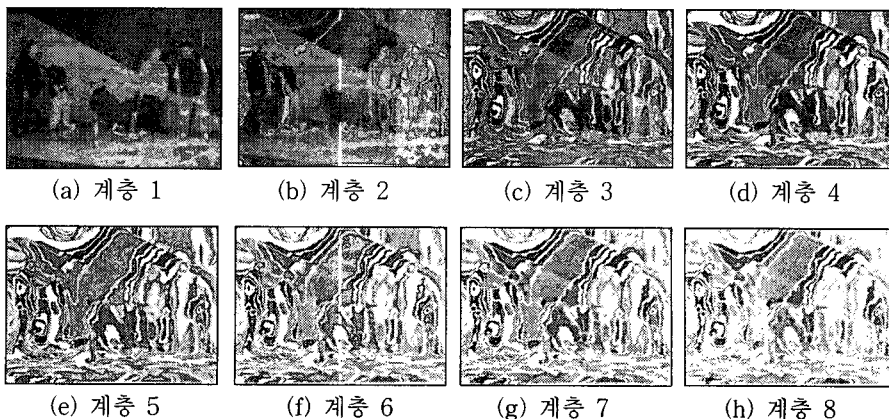 (a) 계층 1
(b) 계층 2
(c) 계층 3
(d) 계층 4
(e) 계층 5
(f) 계층 6
(g) 계층 7
(h) 계층 8